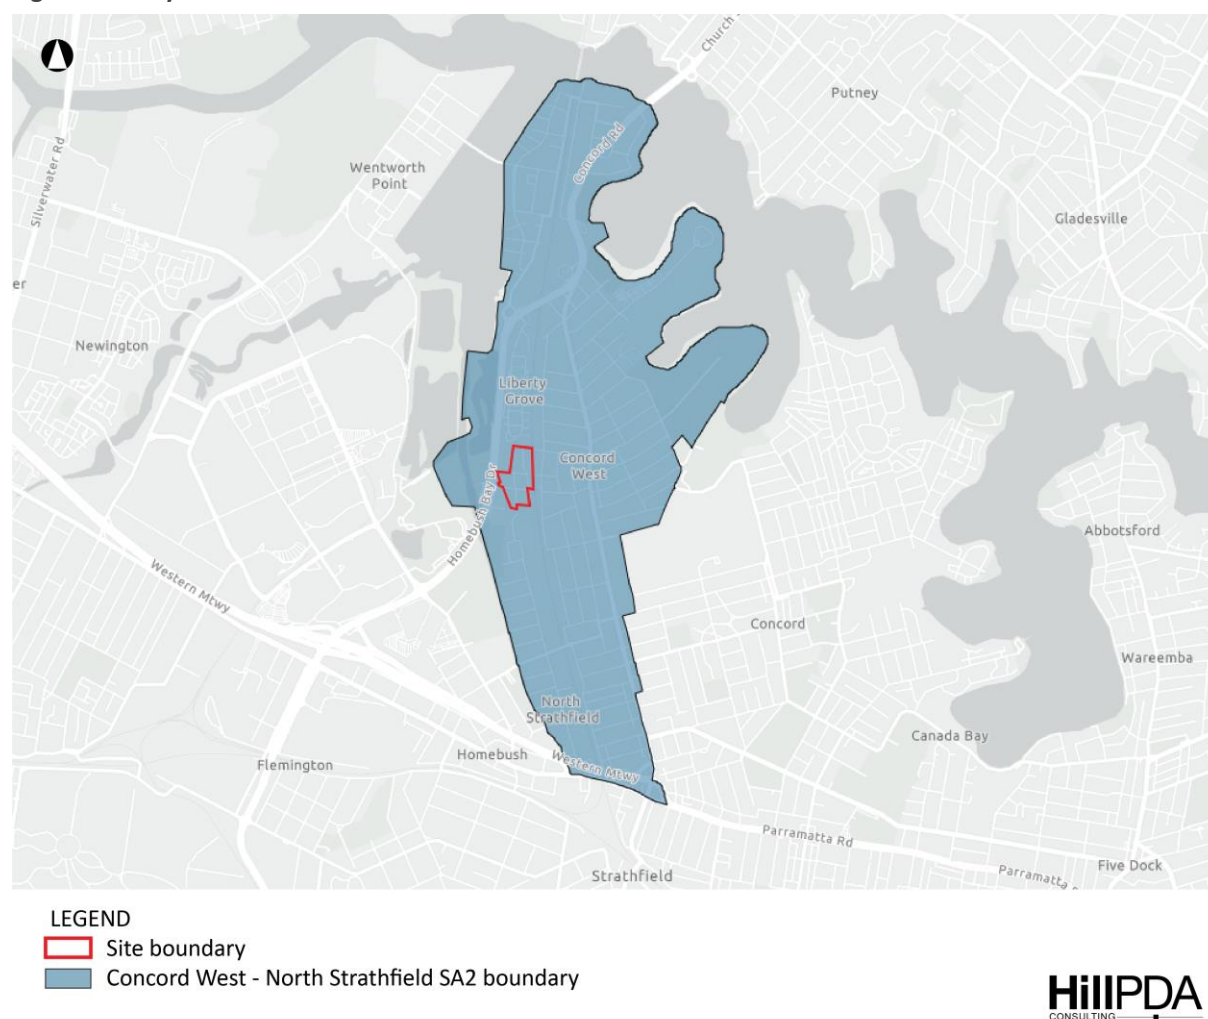 Church
Putney
Concord Rd
Silverwater Rd
Wentworth
Point
Gladesville
er
Newington
Liberty
Grove
Concord
West
Homebush Bay Dr
Abbotsford
Western Mtwy
Concord
Wareemba
North
Strathfield
Canada Bay
Homebush
Flemington
Western Mtwy
Parramatta Rd
Five Dock
Parramatta
Strathfield
LEGEND
Site boundary
Concord West - North Strathfield SA2 boundary
HillPDA
CONSULTING